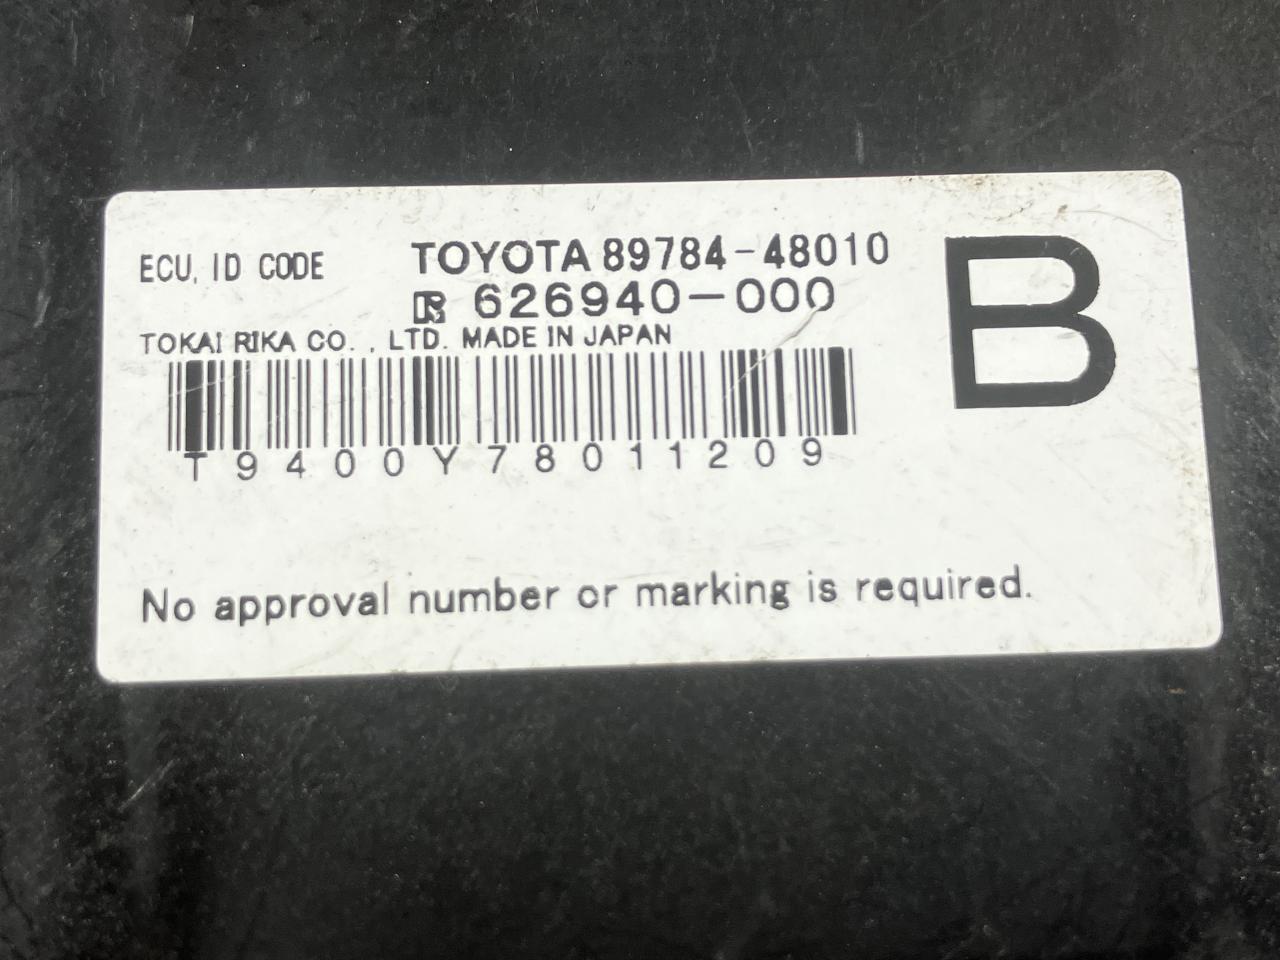 ECU, ID CODE TOYOTA 89784-48010
626940-000
B
TOKAI RIKA CO., LTD. MADE IN JAPAN
T9400Y78011209
No approval number or marking is required.